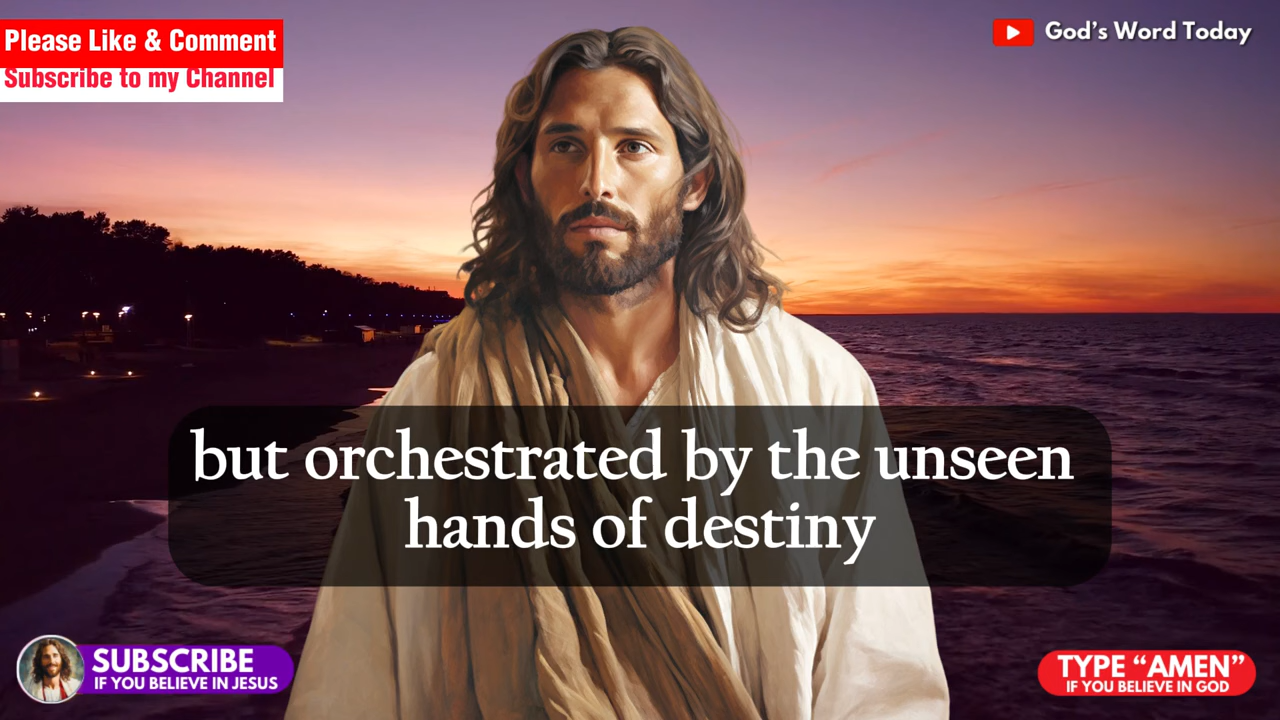 Please Like & Comment
Subscribe to my Channel
God's Word Today
but orchestrated by the unseen
hands of destiny
SUBSCRIBE
IF YOU BELIEVE IN JESUS
TYPE “AMEN”
IF YOU BELIEVE IN GOD